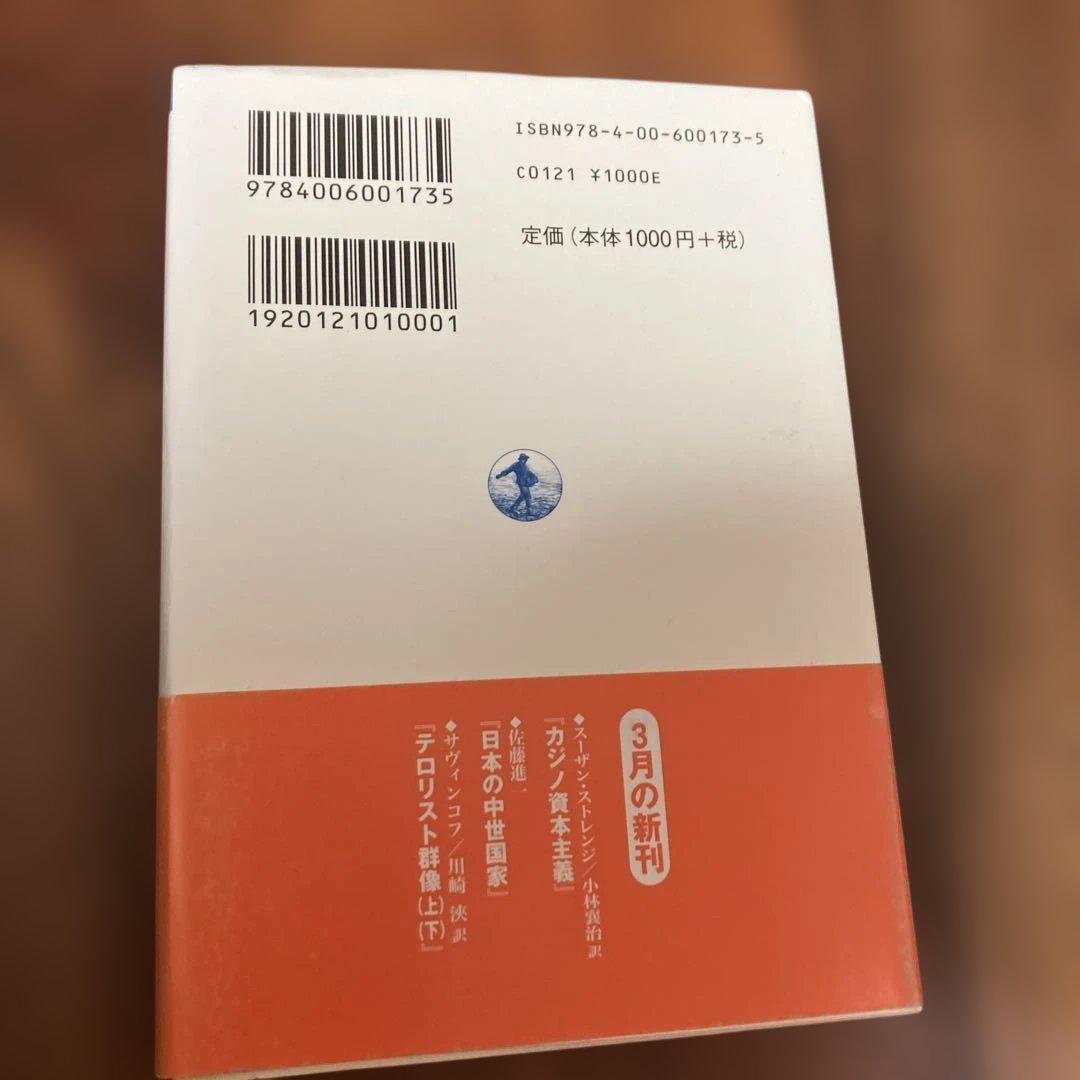 9784006001735
1920121010001
ISBN978-4-00-600173-5
C0121 ¥1000E
定価(本体1000円+税)
3月の新刊
◆スーザン・ストレンジ/小林襄治 訳
『カジノ資本主義』
◆佐藤進一
『日本の中世国家』
◆サヴィンコフ/川崎 浹 訳
『テロリスト群像(上)(下)』